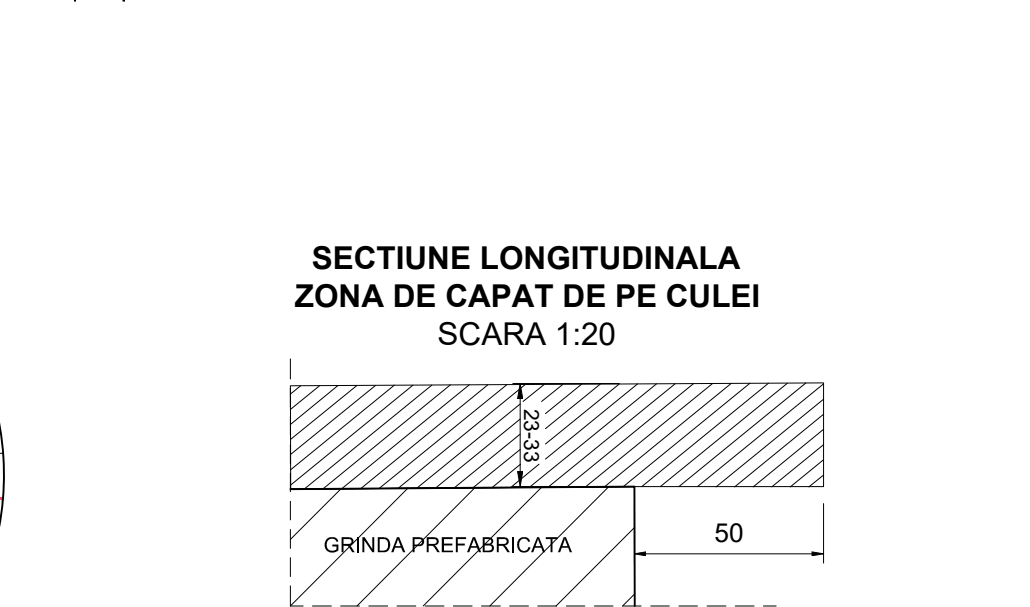 SECTIUNE LONGITUDINALA
ZONA DE CAPAT DE PE CULEI
SCARA 1:20
23-33
50
GRINDA PREFABRICATA